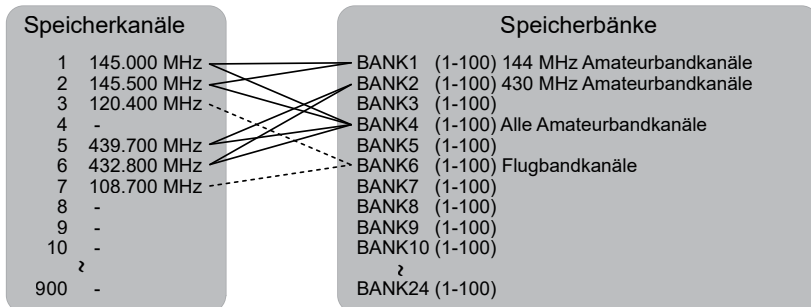 Speicherkanäle
1 145.000 MHz
2 145.500 MHz
3 120.400 MHz
4 -
5 439.700 MHz
6 432.800 MHz
7 108.700 MHz
8 -
9 -
10 -
~
900 -
Speicherbänke
BANK1 (1-100) 144 MHz Amateurbandkanäle
BANK2 (1-100) 430 MHz Amateurbandkanäle
BANK3 (1-100)
BANK4 (1-100) Alle Amateurbandkanäle
BANK5 (1-100)
BANK6 (1-100) Flugbandkanäle
BANK7 (1-100)
BANK8 (1-100)
BANK9 (1-100)
BANK10 (1-100)
~
BANK24 (1-100)